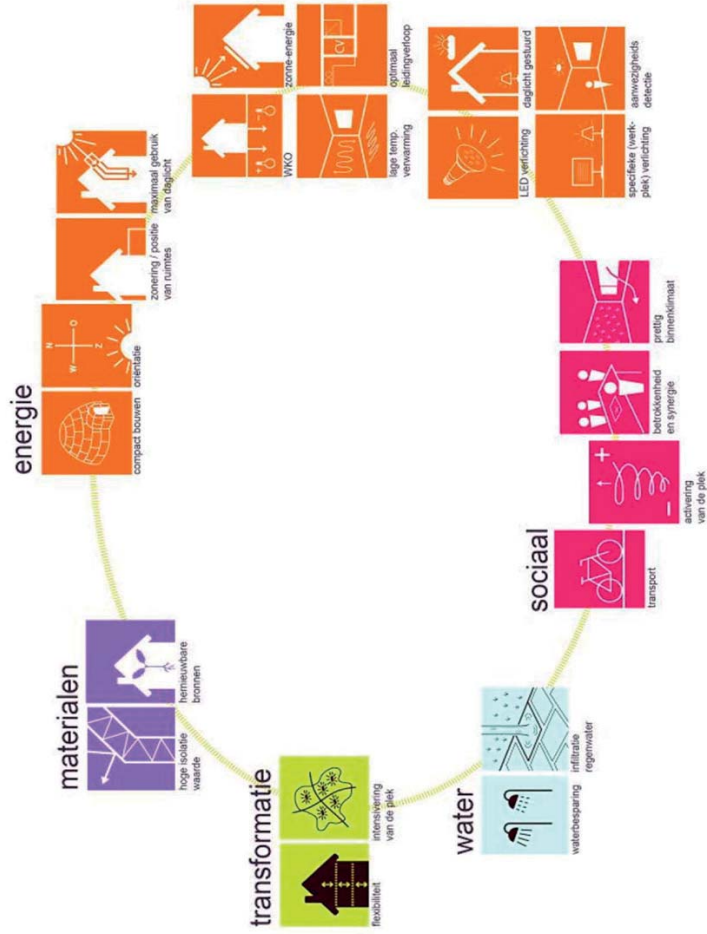 energie
compact bouwen
N
W O
Z
oriëntatie
zonering / positie
van ruimtes
maximaal gebruik
van daglicht
WKO
zonne-energie
lage temp.
verwarming
CV
optimaal
leidingverloop
LED verlichting
daglicht gestuurd
specifieke (werk-
plek) verlichting
aanwezigheids
detectie
materialen
hoge isolatie
waarde
hernieuwbare
bronnen
transformatie
flexibiliteit
intensivering
van de plek
water
waterbesparing
infiltratie
regenwater
sociaal
transport
activering
van de plek
betrokkenheid
en synergie
prettig
binnenklimaat